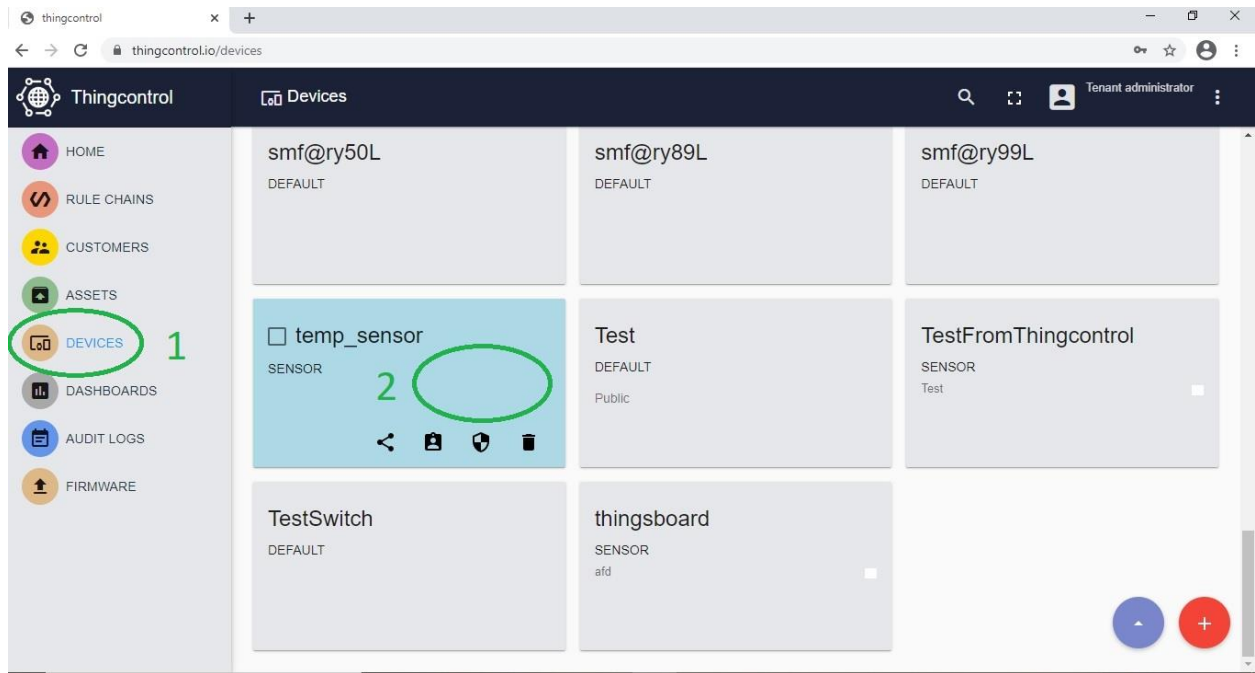 thingcontrol
thingcontrol.io/devices
Thingcontrol
Devices
Tenant administrator
HOME
RULE CHAINS
CUSTOMERS
ASSETS
DEVICES
1
DASHBOARDS
AUDIT LOGS
FIRMWARE
smf@ry50L
DEFAULT
smf@ry89L
DEFAULT
smf@ry99L
DEFAULT
temp_sensor
SENSOR
2
Test
DEFAULT
Public
TestFromThingcontrol
SENSOR
Test
TestSwitch
DEFAULT
thingsboard
SENSOR
afd